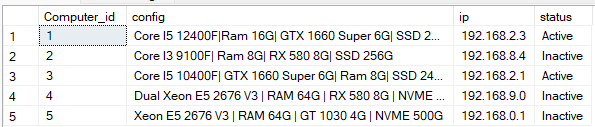 Computer_id config ip status
1 1 Core I5 12400F|Ram 16G| GTX 1660 Super 6G| SSD 2... 192.168.2.3 Active
2 2 Core I3 9100F| Ram 8G| RX 580 8G| SSD 256G 192.168.8.4 Inactive
3 3 Core I5 10400F| GTX 1660 Super 6G| Ram 8G| SSD 24... 192.168.2.1 Active
4 4 Dual Xeon E5 2676 V3 | RAM 64G | RX 580 8G | NVME ... 192.168.9.0 Inactive
5 5 Xeon E5 2676 V3 | RAM 64G | GT 1030 4G | NVME 500G 192.168.0.1 Inactive